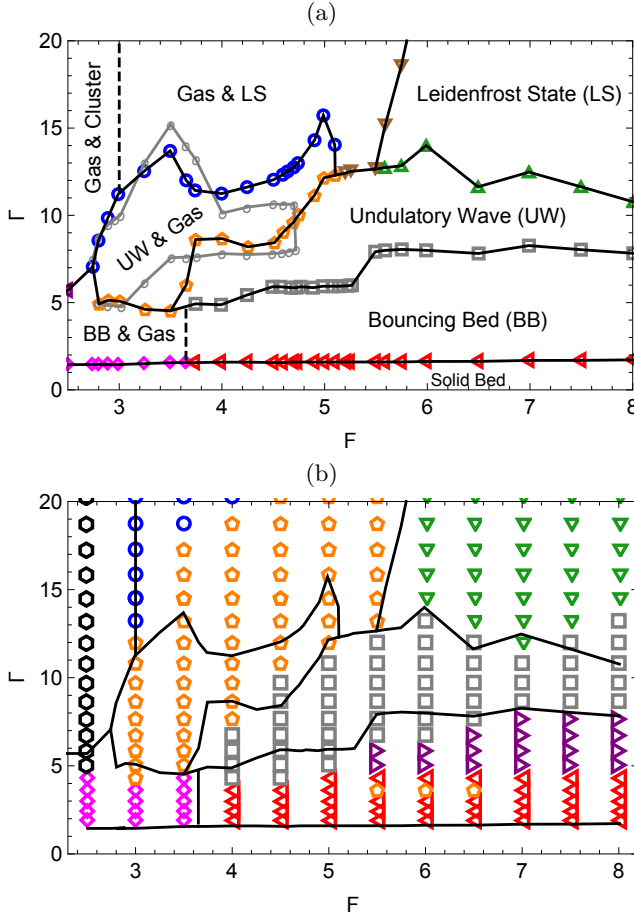 (a)
20
15
10
5
0
Γ
Gas & Cluster
Gas & LS
Leidenfrost State (LS)
UW & Gas
Undulatory Wave (UW)
BB & Gas
Bouncing Bed (BB)
Solid Bed
3 4 5 6 7 8
F
(b)
20
15
10
5
0
Γ
3 4 5 6 7 8
F